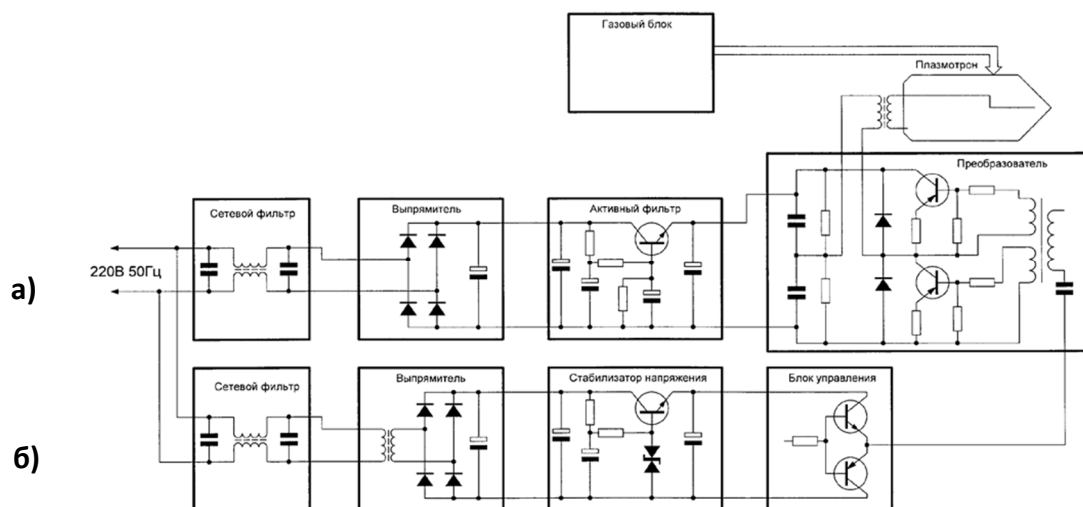 Газовый блок
Плазмотрон
Преобразователь
Сетевой фильтр
Выпрямитель
Активный фильтр
220В 50Гц
а)
Сетевой фильтр
Выпрямитель
Стабилизатор напряжения
Блок управления
б)